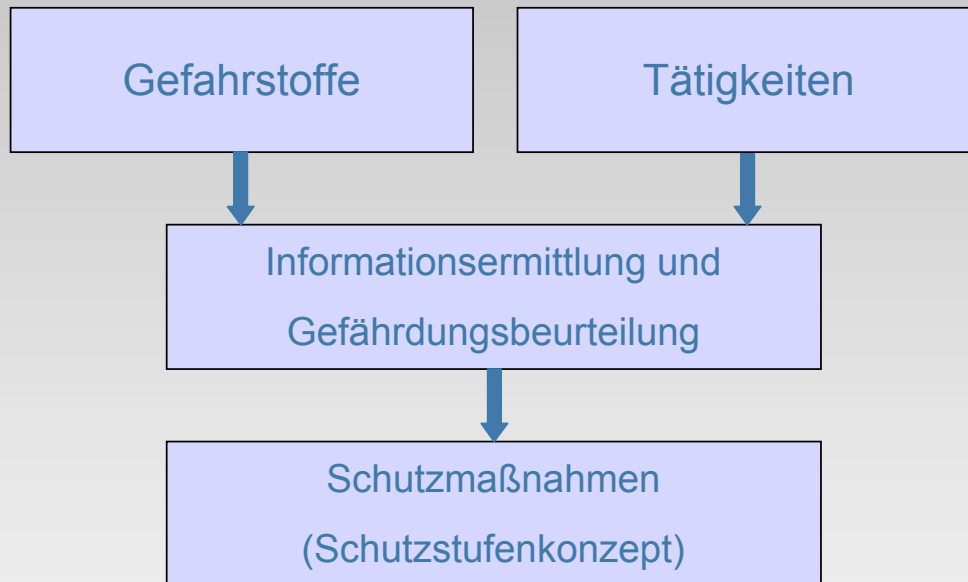 Gefahrstoffe
Tätigkeiten
Informationsermittlung und
Gefährdungsbeurteilung
Schutzmaßnahmen
(Schutzstufenkonzept)